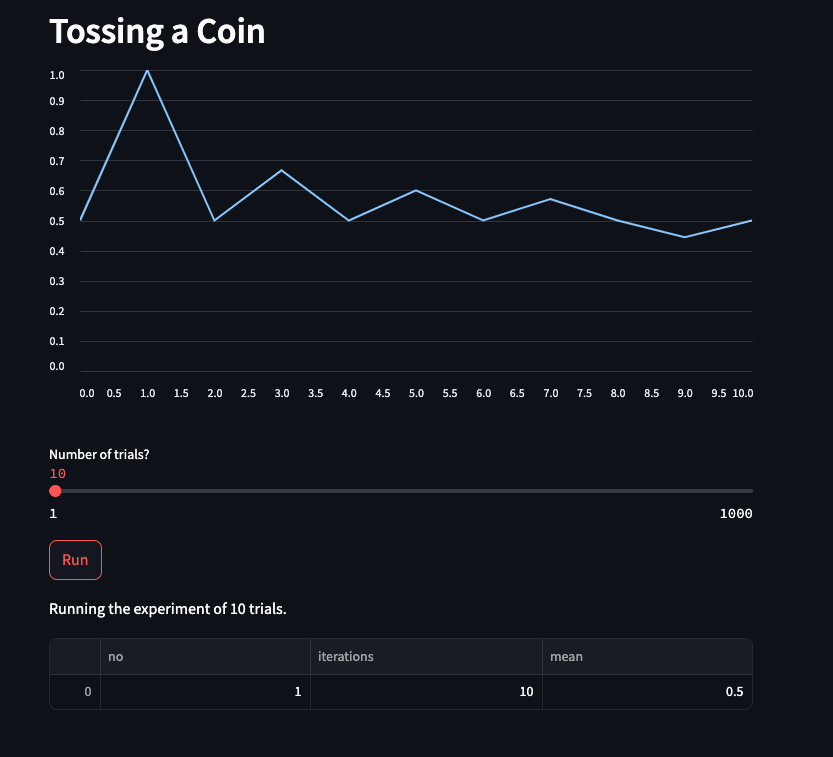 Tossing a Coin
1.0
0.9
0.8
0.7
0.6
0.5
0.4
0.3
0.2
0.1
0.0
0.0 0.5 1.0 1.5 2.0 2.5 3.0 3.5 4.0 4.5 5.0 5.5 6.0 6.5 7.0 7.5 8.0 8.5 9.0 9.5 10.0
Number of trials?
10
1 1000
Run
Running the experiment of 10 trials.
no iterations mean
0 1 10 0.5